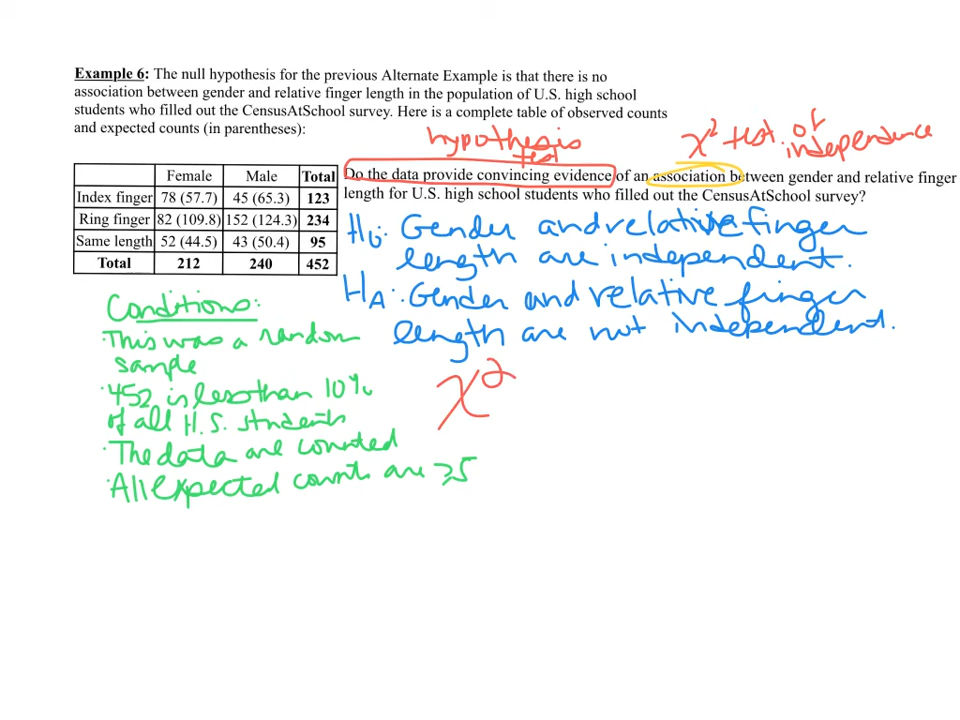 Example 6: The null hypothesis for the previous Alternate Example is that there is no
association between gender and relative finger length in the population of U.S. high school
students who filled out the CensusAtSchool survey. Here is a complete table of observed counts
and expected counts (in parentheses):
hypothesis
test
χ² test of
independence
Female Male Total
Index finger 78 (57.7) 45 (65.3) 123
Ring finger 82 (109.8) 152 (124.3) 234
Same length 52 (44.5) 43 (50.4) 95
Total 212 240 452
Do the data provide convincing evidence of an association between gender and relative finger
length for U.S. high school students who filled out the CensusAtSchool survey?
H₀: Gender and relative finger
length are independent.
H_A: Gender and relative finger
length are not independent.
Conditions:
· This was a random
sample
· 452 is less than 10%
of all H.S. students
· The data are counted
· All expected counts are ≥5
χ²